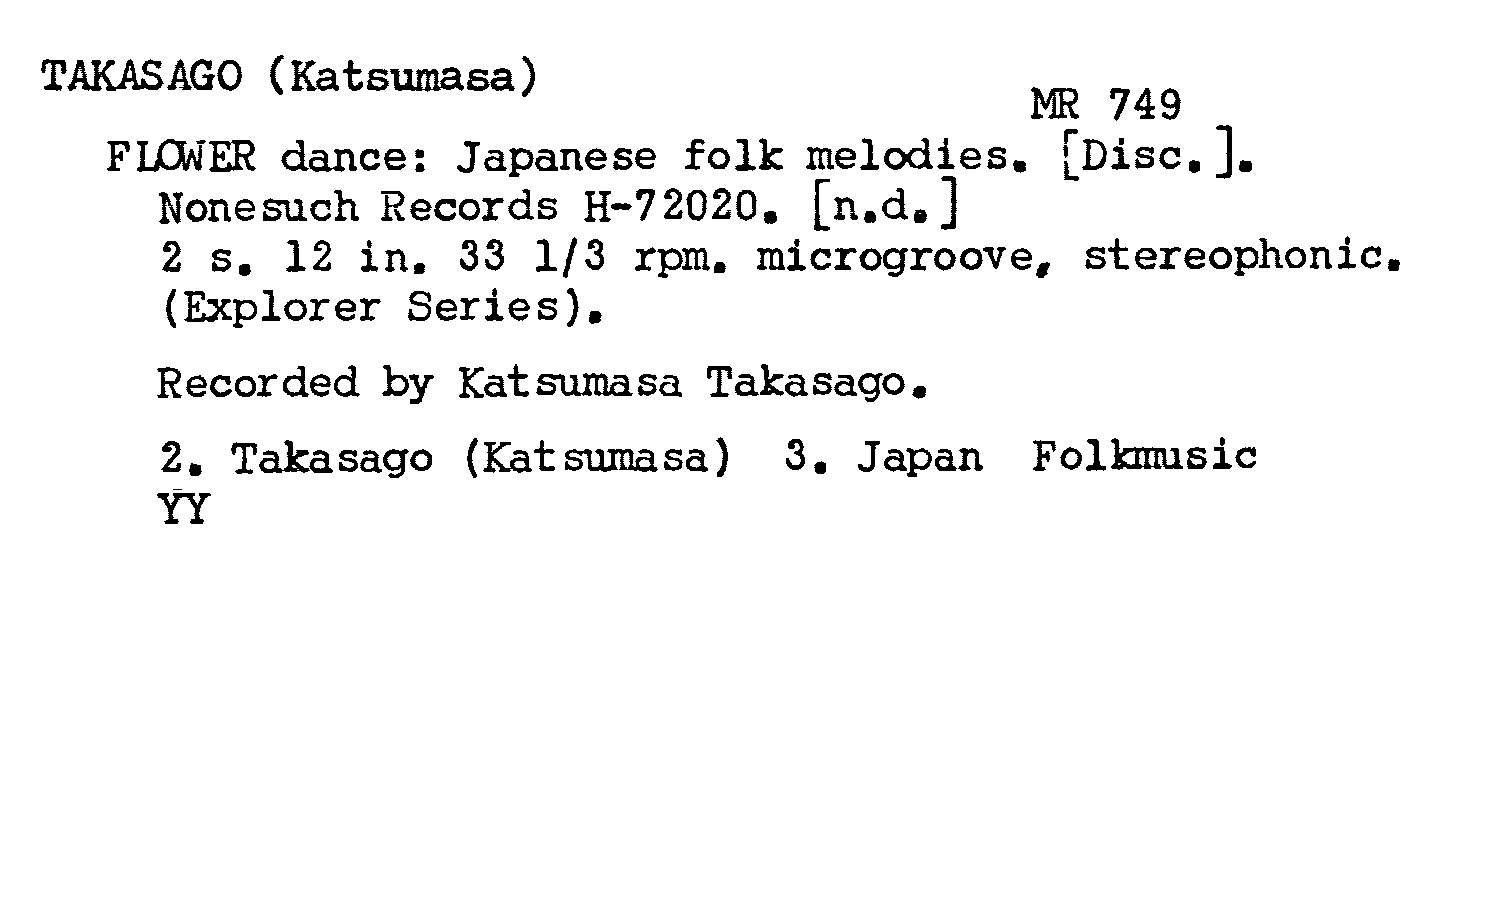 TAKASAGO (Katsumasa)
MR 749
FLOWER dance: Japanese folk melodies. [Disc.].
Nonesuch Records H-72020. [n.d.]
2 s. 12 in. 33 1/3 rpm. microgroove, stereophonic.
(Explorer Series).
Recorded by Katsumasa Takasago.
2. Takasago (Katsumasa) 3. Japan Folkmusic
YY